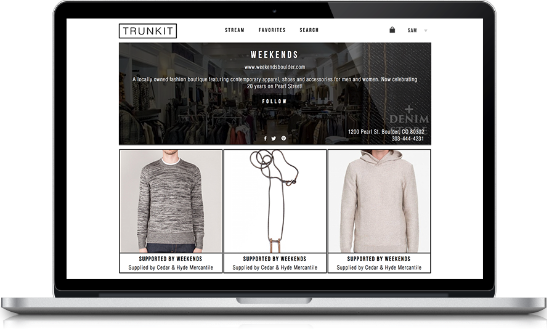 TRUNKIT STREAM FAVORITES SEARCH SAM
WEEKENDS
www.weekendsboulder.com
A locally owned fashion boutique featuring contemporary apparel, shoes and accessories for men and women. Now celebrating
20 years on Pearl Street!
FOLLOW
DENIM
1200 Pearl St. Boulder, CO 80302
303-444-4231
SUPPORTED BY WEEKENDS SUPPORTED BY WEEKENDS SUPPORTED BY WEEKENDS
Supplied by Cedar & Hyde Mercantile Supplied by Cedar & Hyde Mercantile Supplied by Cedar & Hyde Mercantile